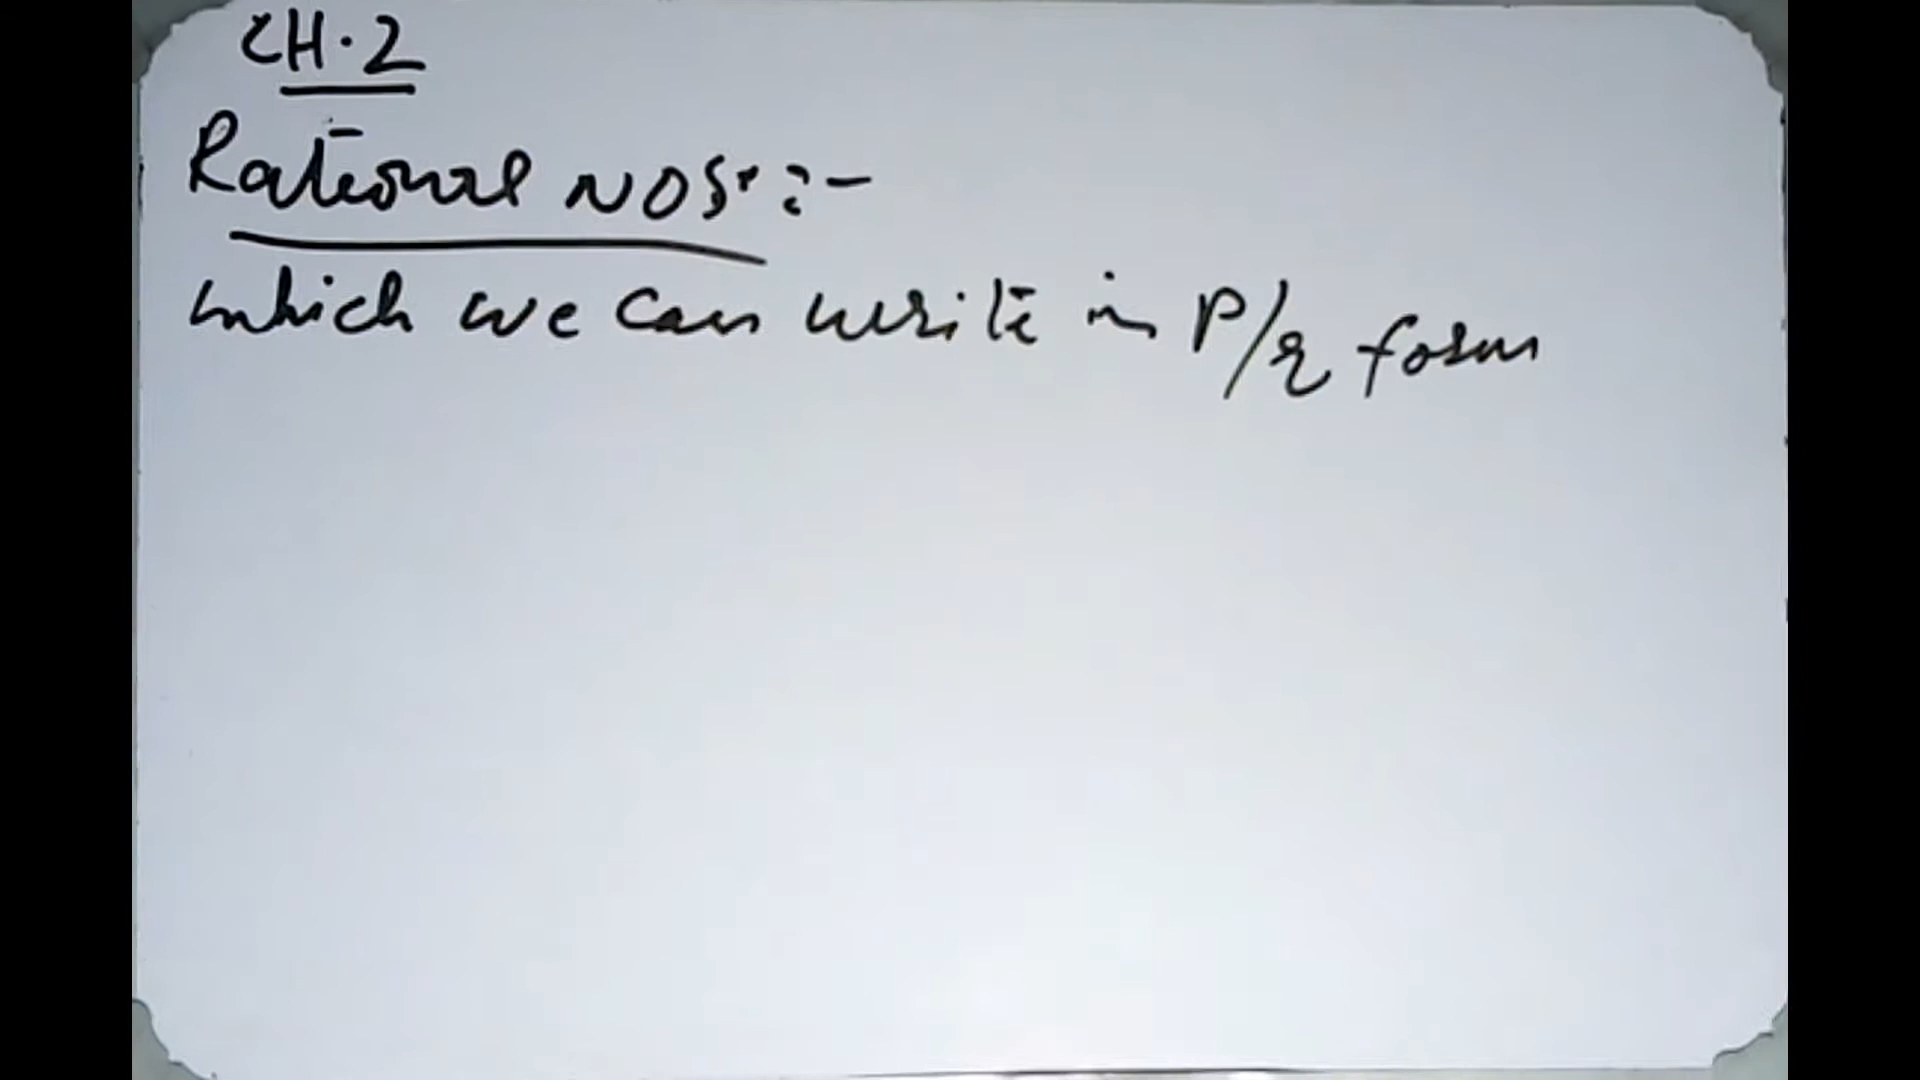 CH.2
Rational NOS. :-
which we can write in P/q form